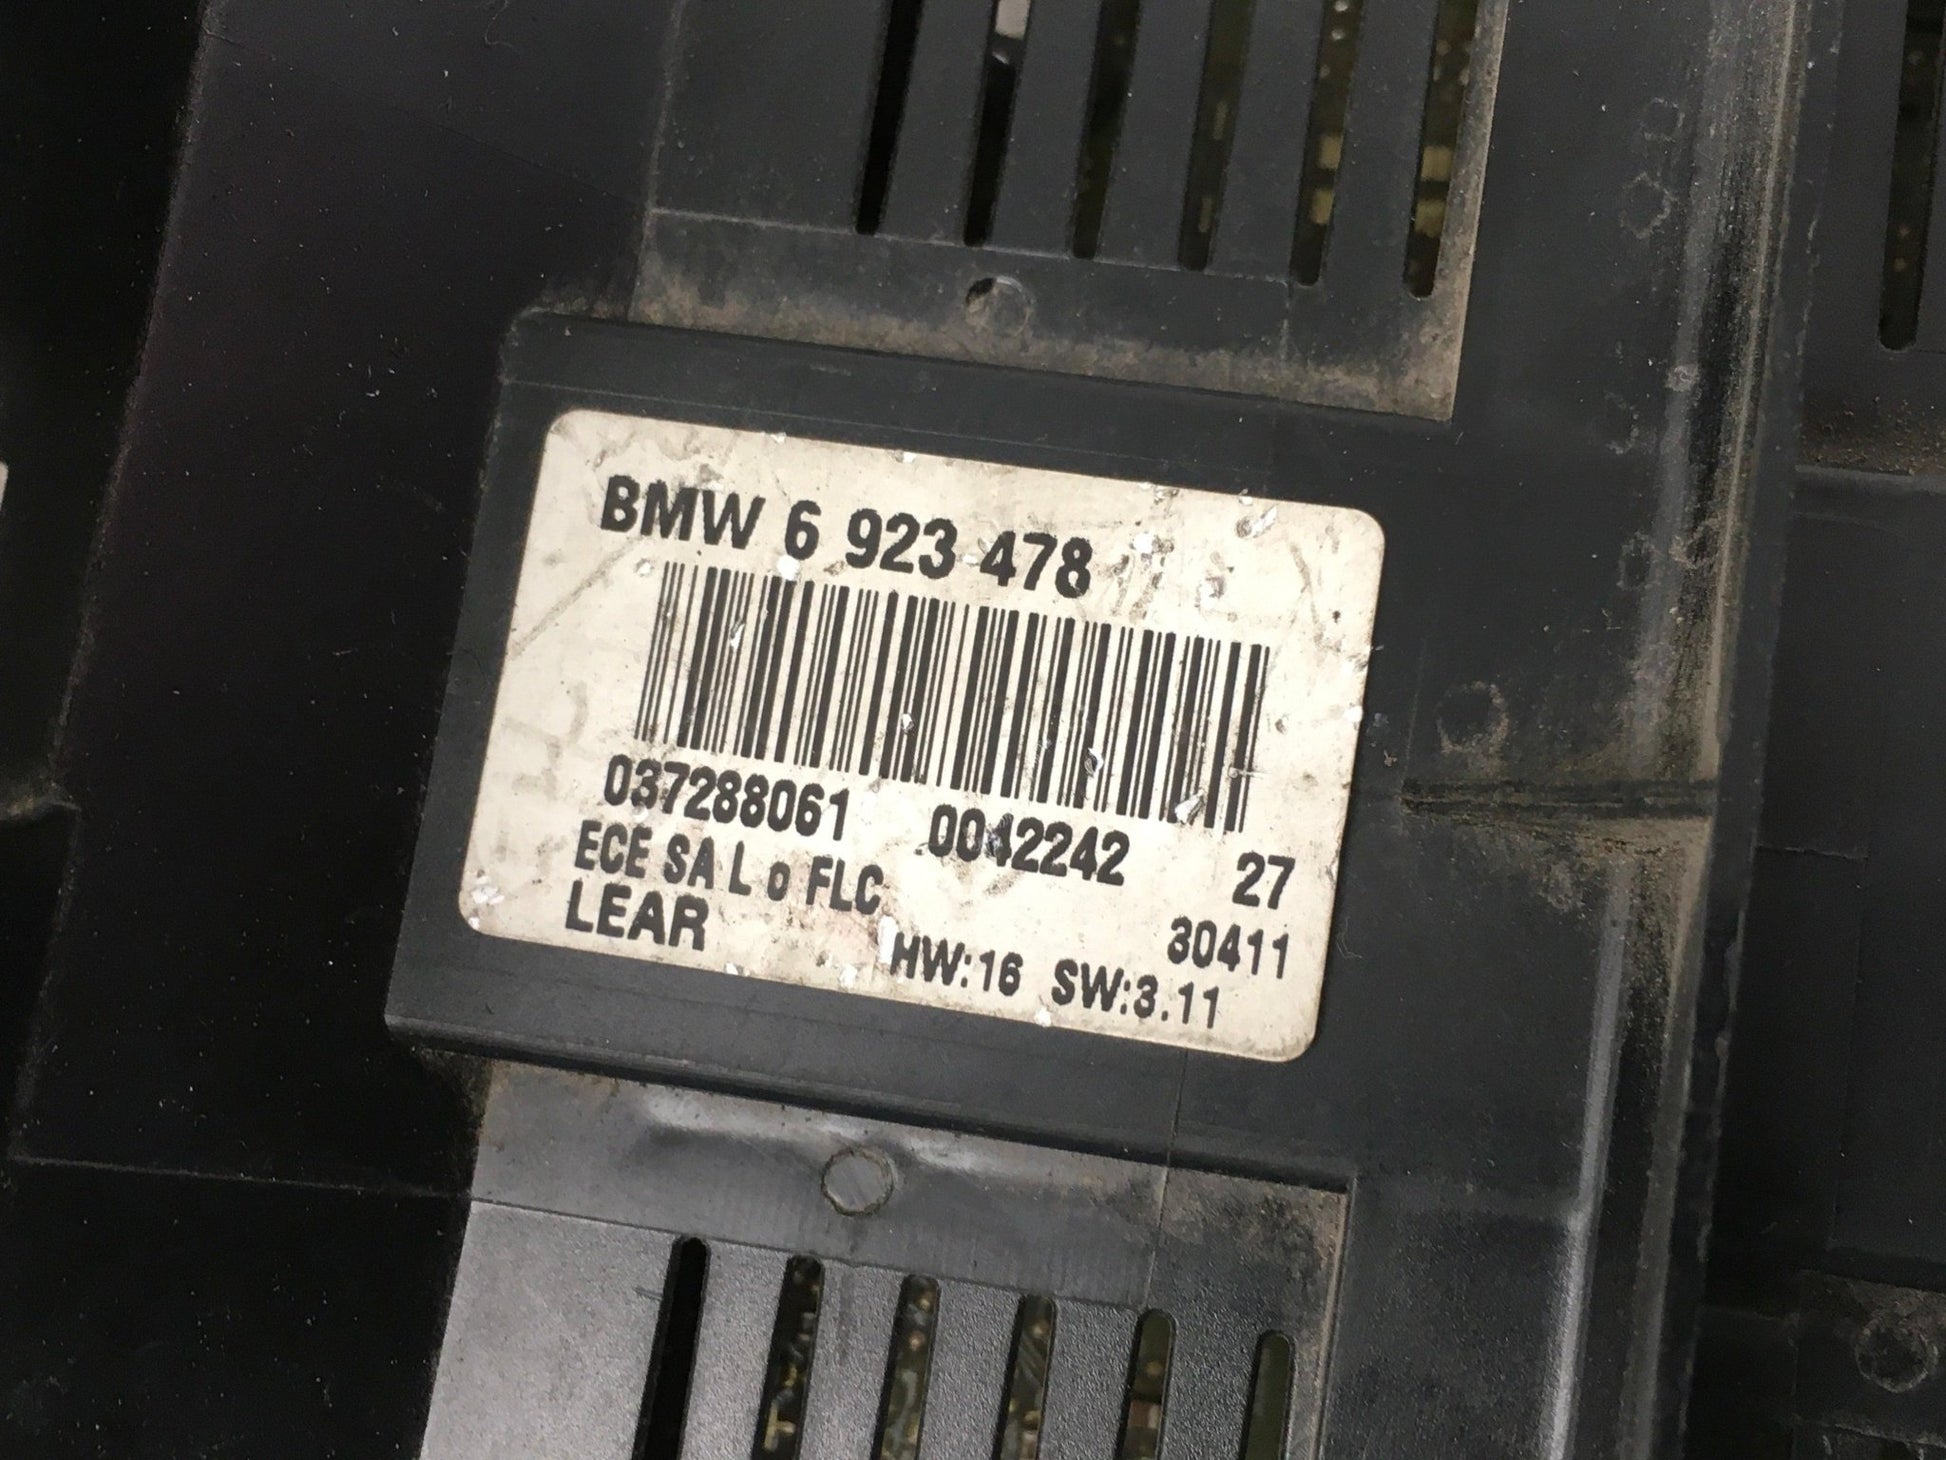 BMW 6 923 478
037288061 0042242 27
ECE SA L o FLC 30411
LEAR HW:16 SW:3.11